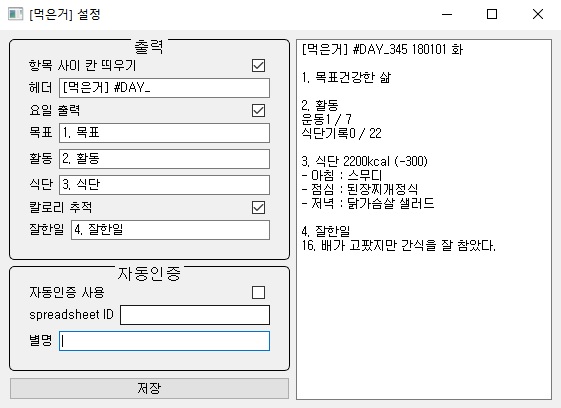 [먹은거] 설정
출력
항목 사이 칸 띄우기
헤더 [먹은거] #DAY_
요일 출력
목표 1. 목표
활동 2. 활동
식단 3. 식단
칼로리 추적
잘한일 4. 잘한일
자동인증
자동인증 사용
spreadsheet ID
별명
저장
[먹은거] #DAY_345 180101 화
1. 목표건강한 삶
2. 활동
운동1 / 7
식단기록0 / 22
3. 식단 2200kcal (-300)
- 아침 : 스무디
- 점심 : 된장찌개정식
- 저녁 : 닭가슴살 샐러드
4. 잘한일
16. 배가 고팠지만 간식을 잘 참았다.